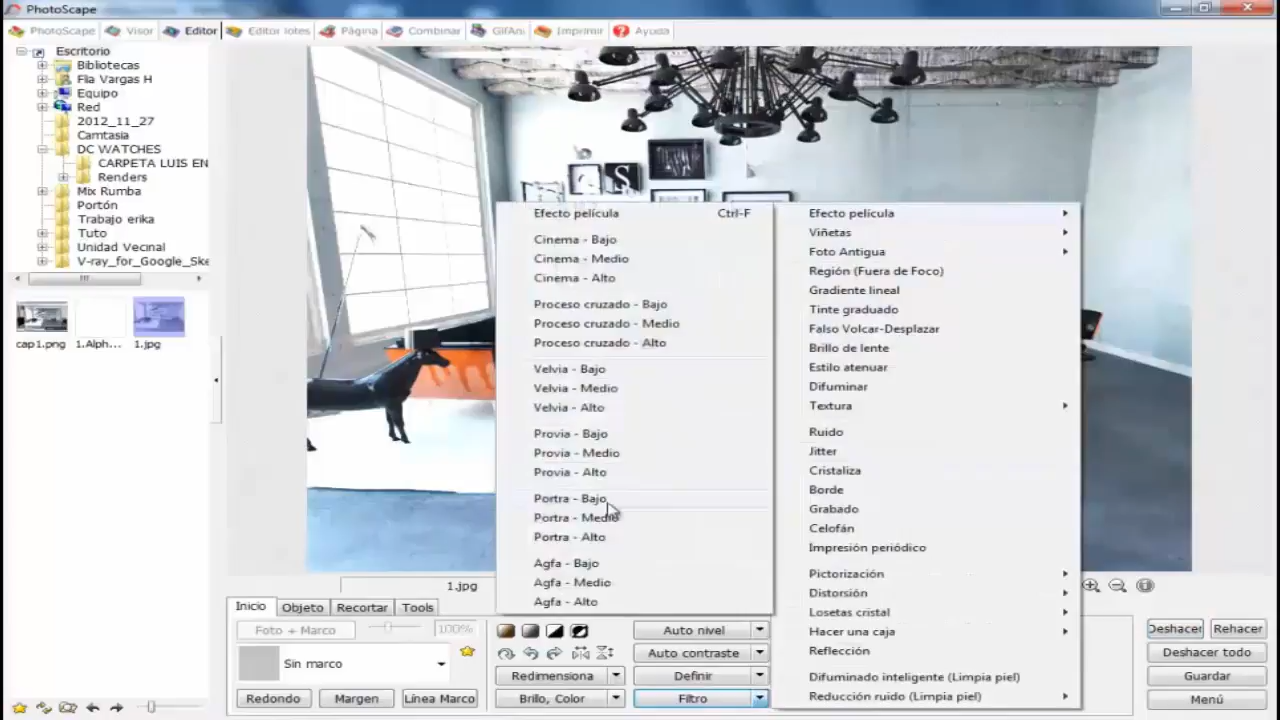 PhotoScape
PhotoScape
Visor
Editor
Editor lotes
Página
Combinar
GifAni
Imprimir
Ayuda
Escritorio
Bibliotecas
Flia Vargas H
Equipo
Red
2012_11_27
Camtasia
DC WATCHES
CARPETA LUIS EN
Renders
Mix Rumba
Portón
Trabajo erika
Tuto
Unidad Vecinal
V-ray_for_Google_Ske
cap1.png
1.Alph...
1.jpg
S
Efecto película Ctrl-F
Cinema - Bajo
Cinema - Medio
Cinema - Alto
Proceso cruzado - Bajo
Proceso cruzado - Medio
Proceso cruzado - Alto
Velvia - Bajo
Velvia - Medio
Velvia - Alto
Provia - Bajo
Provia - Medio
Provia - Alto
Portra - Bajo
Portra - Medio
Portra - Alto
Agfa - Bajo
Agfa - Medio
Agfa - Alto
Efecto película
Viñetas
Foto Antigua
Región (Fuera de Foco)
Gradiente lineal
Tinte graduado
Falso Volcar-Desplazar
Brillo de lente
Estilo atenuar
Difuminar
Textura
Ruido
Jitter
Cristaliza
Borde
Grabado
Celofán
Impresión periódico
Pictorización
Distorsión
Losetas cristal
Hacer una caja
Reflección
Difuminado inteligente (Limpia piel)
Reducción ruido (Limpia piel)
1.jpg
Inicio
Objeto
Recortar
Tools
Foto + Marco
100%
Sin marco
Redondo
Margen
Línea Marco
Auto nivel
Auto contraste
Redimensiona
Definir
Brillo, Color
Filtro
Deshacer
Rehacer
Deshacer todo
Guardar
Menú